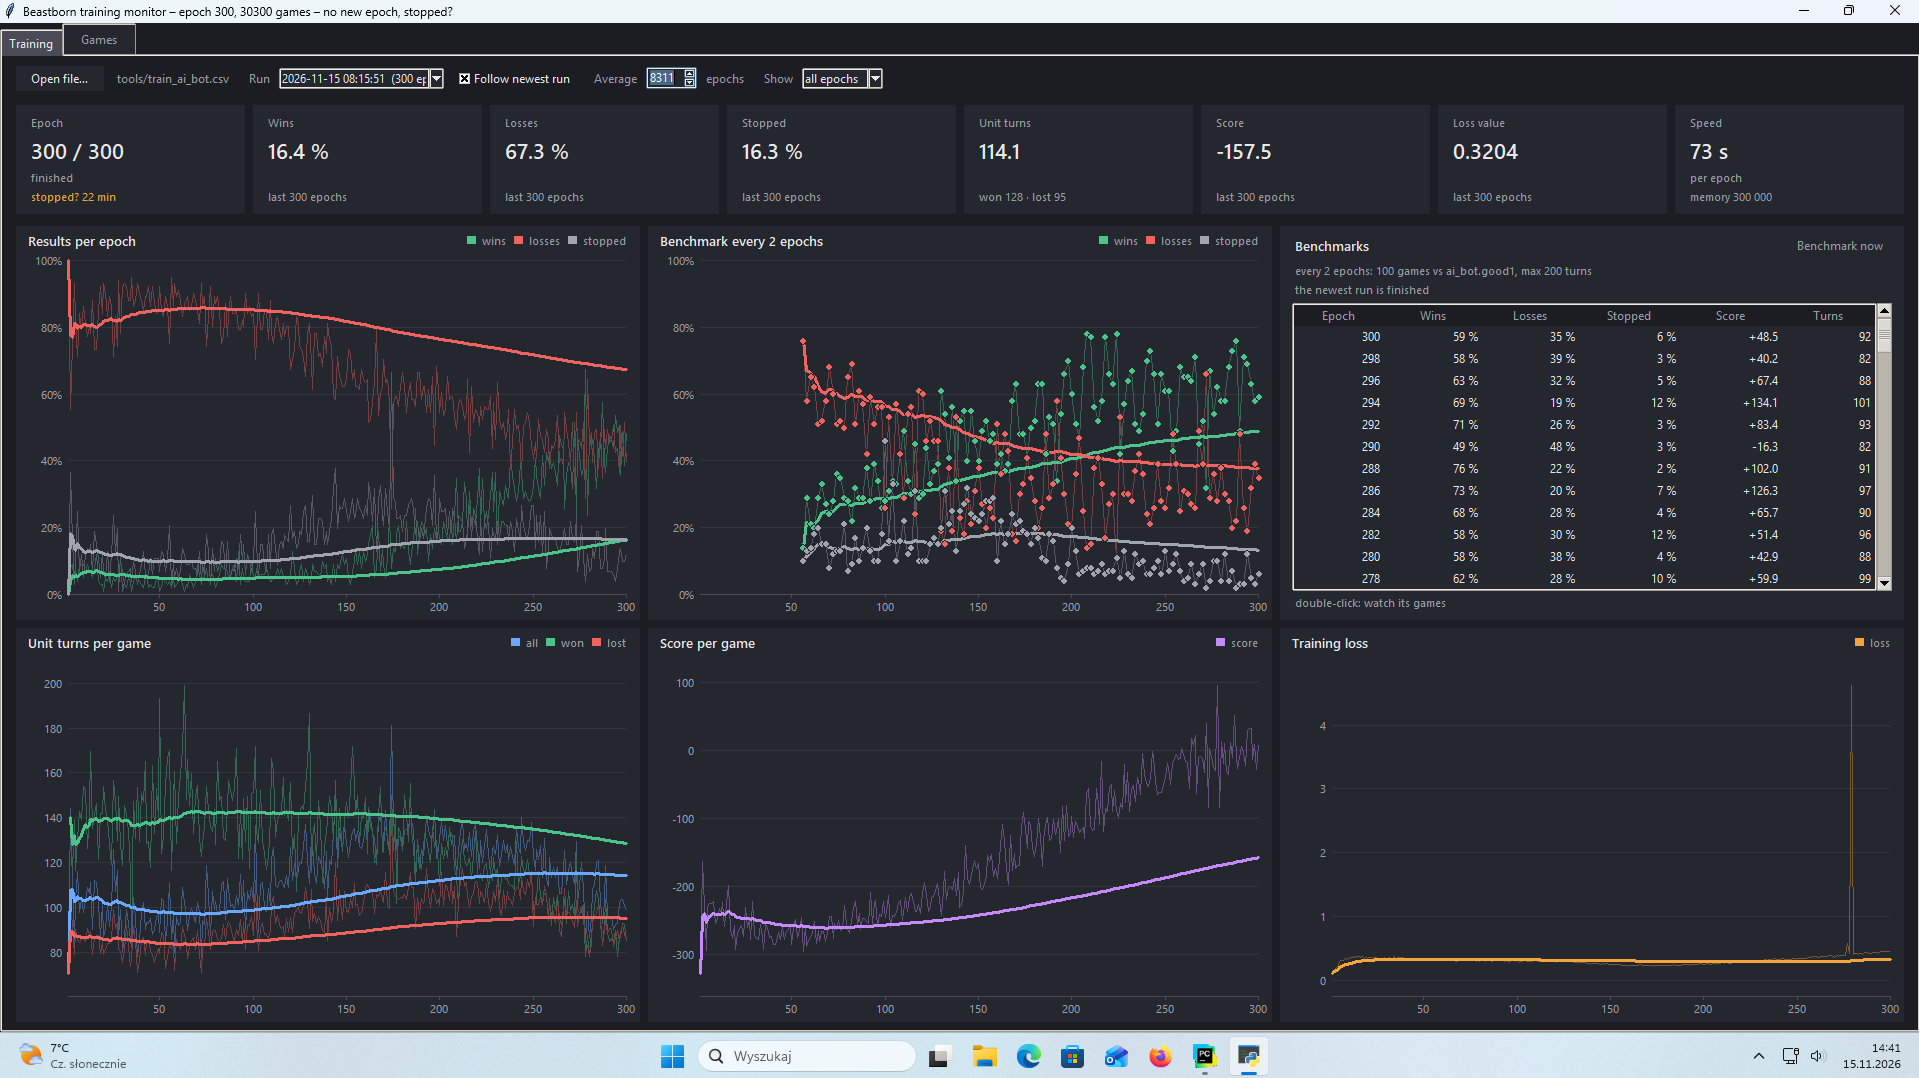 Beastborn training monitor – epoch 300, 30300 games – no new epoch, stopped?
Training
Games
Open file...
tools/train_ai_bot.csv
Run
2026-11-15 08:15:51 (300 ep
Follow newest run
Average
8311
epochs
Show
all epochs
Epoch
300 / 300
finished
stopped? 22 min
Wins
16.4 %
last 300 epochs
Losses
67.3 %
last 300 epochs
Stopped
16.3 %
last 300 epochs
Unit turns
114.1
won 128 · lost 95
Score
-157.5
last 300 epochs
Loss value
0.3204
last 300 epochs
Speed
73 s
per epoch
memory 300 000
Results per epoch
wins losses stopped
100%
80%
60%
40%
20%
0%
50 100 150 200 250 300
Benchmark every 2 epochs
wins losses stopped
100%
80%
60%
40%
20%
0%
50 100 150 200 250 300
Benchmarks
Benchmark now
every 2 epochs: 100 games vs ai_bot.good1, max 200 turns
the newest run is finished
Epoch Wins Losses Stopped Score Turns
300 59 % 35 % 6 % +48.5 92
298 58 % 39 % 3 % +40.2 82
296 63 % 32 % 5 % +67.4 88
294 69 % 19 % 12 % +134.1 101
292 71 % 26 % 3 % +83.4 93
290 49 % 48 % 3 % -16.3 82
288 76 % 22 % 2 % +102.0 91
286 73 % 20 % 7 % +126.3 97
284 68 % 28 % 4 % +65.7 90
282 58 % 30 % 12 % +51.4 96
280 58 % 38 % 4 % +42.9 88
278 62 % 28 % 10 % +59.9 99
double-click: watch its games
Unit turns per game
all won lost
200
180
160
140
120
100
80
50 100 150 200 250 300
Score per game
score
100
0
-100
-200
-300
50 100 150 200 250 300
Training loss
loss
4
3
2
1
0
50 100 150 200 250 300
7°C
Cz. słonecznie
Wyszukaj
PC
14:41
15.11.2026